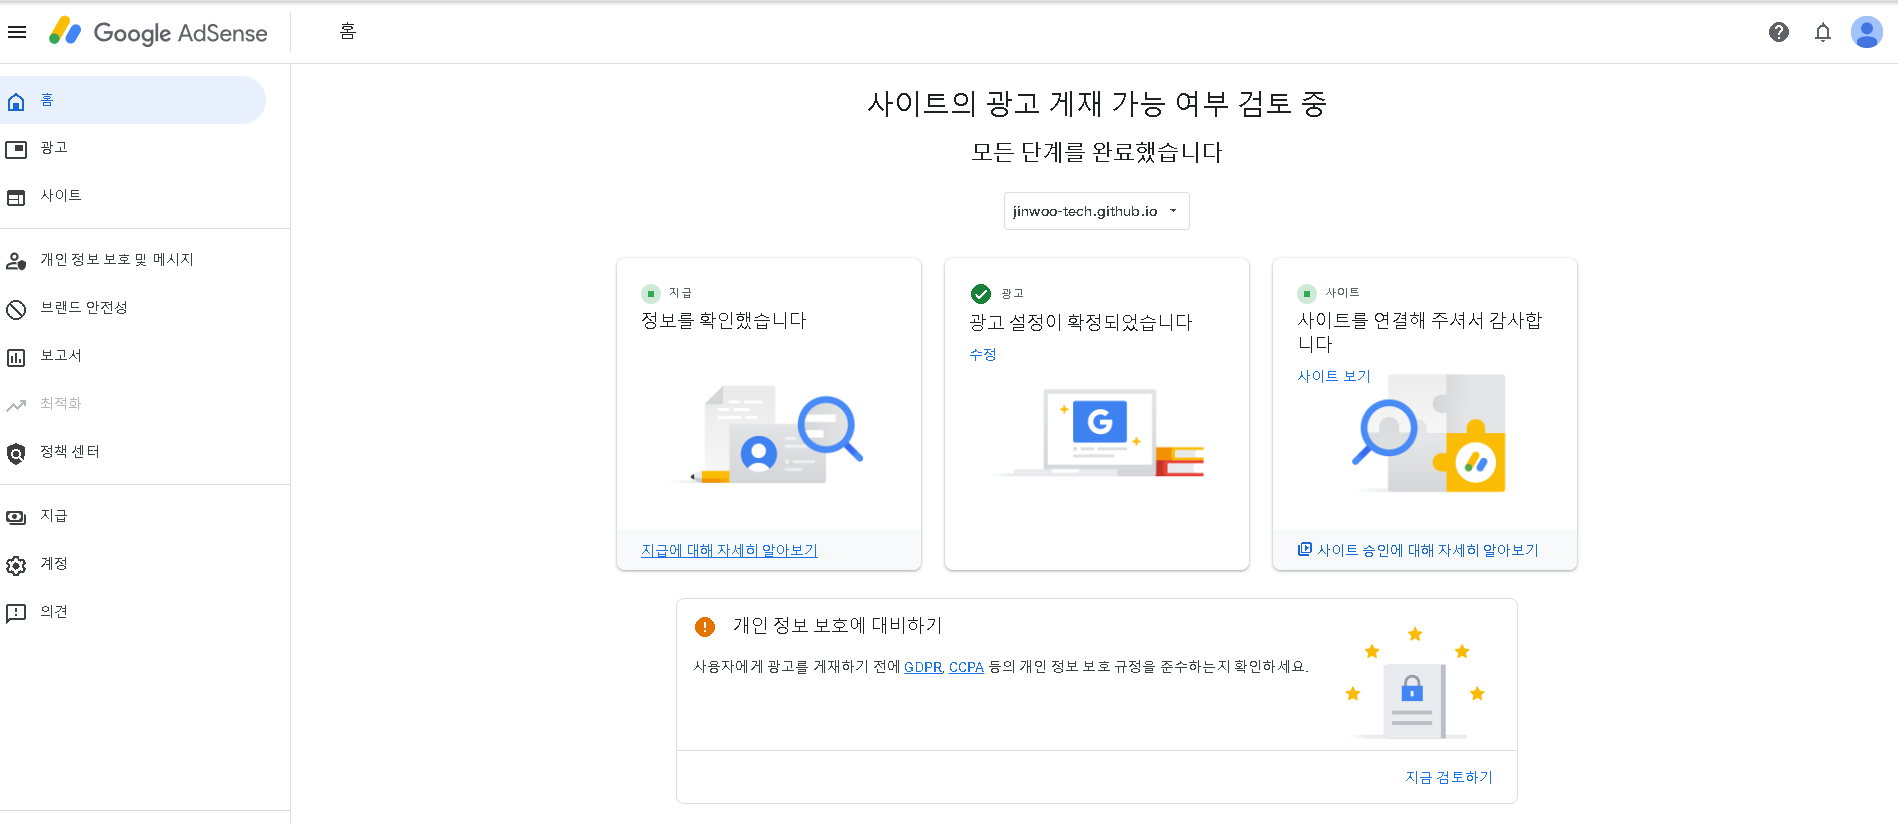 Google AdSense
홈
홈
광고
사이트
개인 정보 보호 및 메시지
브랜드 안전성
보고서
최적화
정책 센터
지급
계정
의견
사이트의 광고 게재 가능 여부 검토 중
모든 단계를 완료했습니다
jinwoo-tech.github.io
지급
정보를 확인했습니다
지급에 대해 자세히 알아보기
광고
광고 설정이 확정되었습니다
수정
G
사이트
사이트를 연결해 주셔서 감사합
니다
사이트 보기
사이트 승인에 대해 자세히 알아보기
개인 정보 보호에 대비하기
사용자에게 광고를 게재하기 전에 GDPR, CCPA 등의 개인 정보 보호 규정을 준수하는지 확인하세요.
지금 검토하기